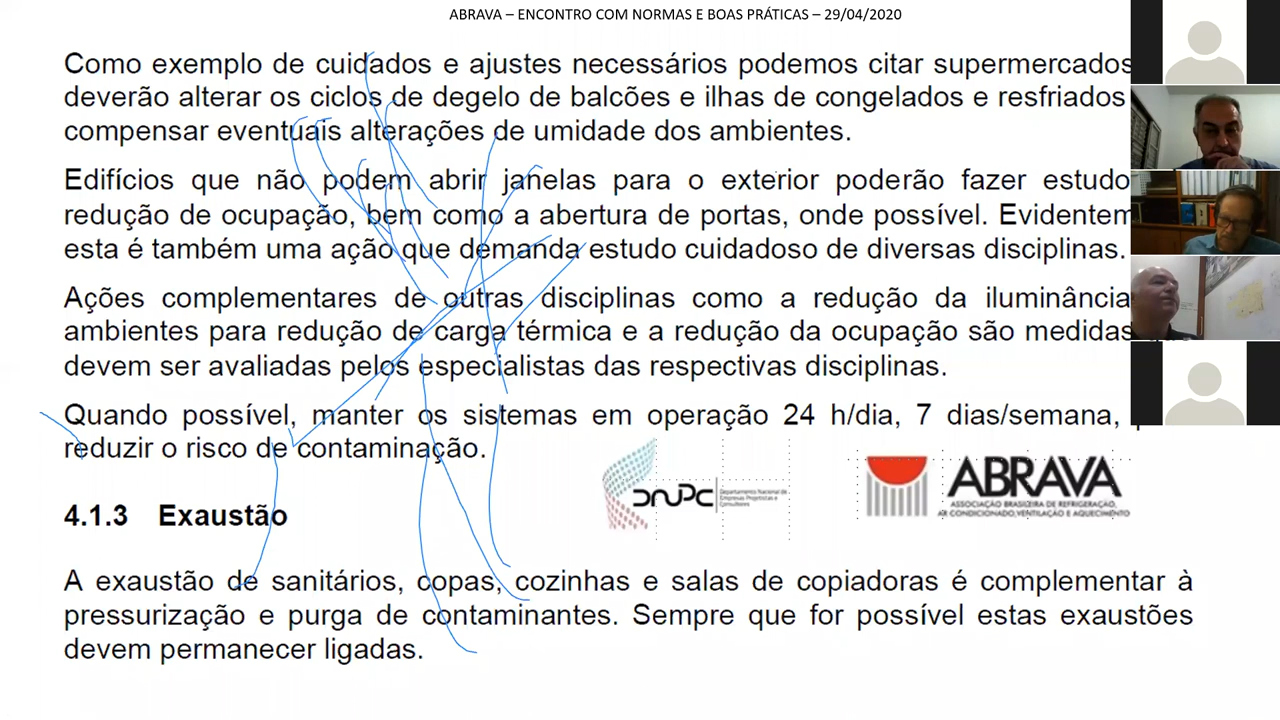 ABRAVA – ENCONTRO COM NORMAS E BOAS PRÁTICAS – 29/04/2020
Como exemplo de cuidados e ajustes necessários podemos citar supermercados
deverão alterar os ciclos de degelo de balcões e ilhas de congelados e resfriados
compensar eventuais alterações de umidade dos ambientes.
Edifícios que não podem abrir janelas para o exterior poderão fazer estudo
redução de ocupação, bem como a abertura de portas, onde possível. Evidentem
esta é também uma ação que demanda estudo cuidadoso de diversas disciplinas.
Ações complementares de outras disciplinas como a redução da iluminância
ambientes para redução de carga térmica e a redução da ocupação são medidas
devem ser avaliadas pelos especialistas das respectivas disciplinas.
Quando possível, manter os sistemas em operação 24 h/dia, 7 dias/semana,
reduzir o risco de contaminação.
DNPC
Departamento Nacional de
Empresas Projetistas e
Consultores
ABRAVA
ASSOCIAÇÃO BRASILEIRA DE REFRIGERAÇÃO,
AR CONDICIONADO, VENTILAÇÃO E AQUECIMENTO
4.1.3 Exaustão
A exaustão de sanitários, copas, cozinhas e salas de copiadoras é complementar à
pressurização e purga de contaminantes. Sempre que for possível estas exaustões
devem permanecer ligadas.